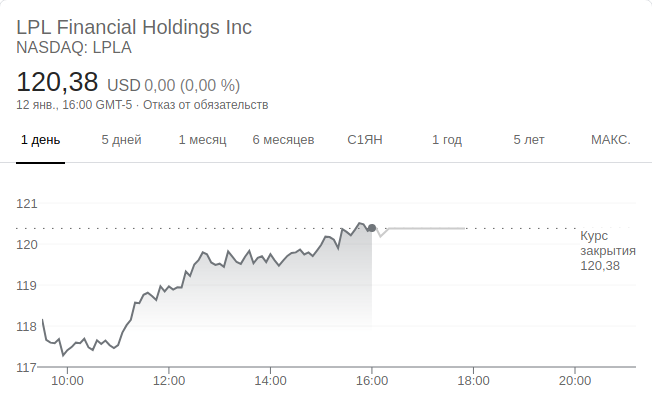 LPL Financial Holdings Inc
NASDAQ: LPLA
120,38 USD 0,00 (0,00 %)
12 янв., 16:00 GMT-5 · Отказ от обязательств
1 день 5 дней 1 месяц 6 месяцев С1ЯН 1 год 5 лет МАКС.
121
120
119
118
117
Курс
закрытия
120,38
10:00 12:00 14:00 16:00 18:00 20:00